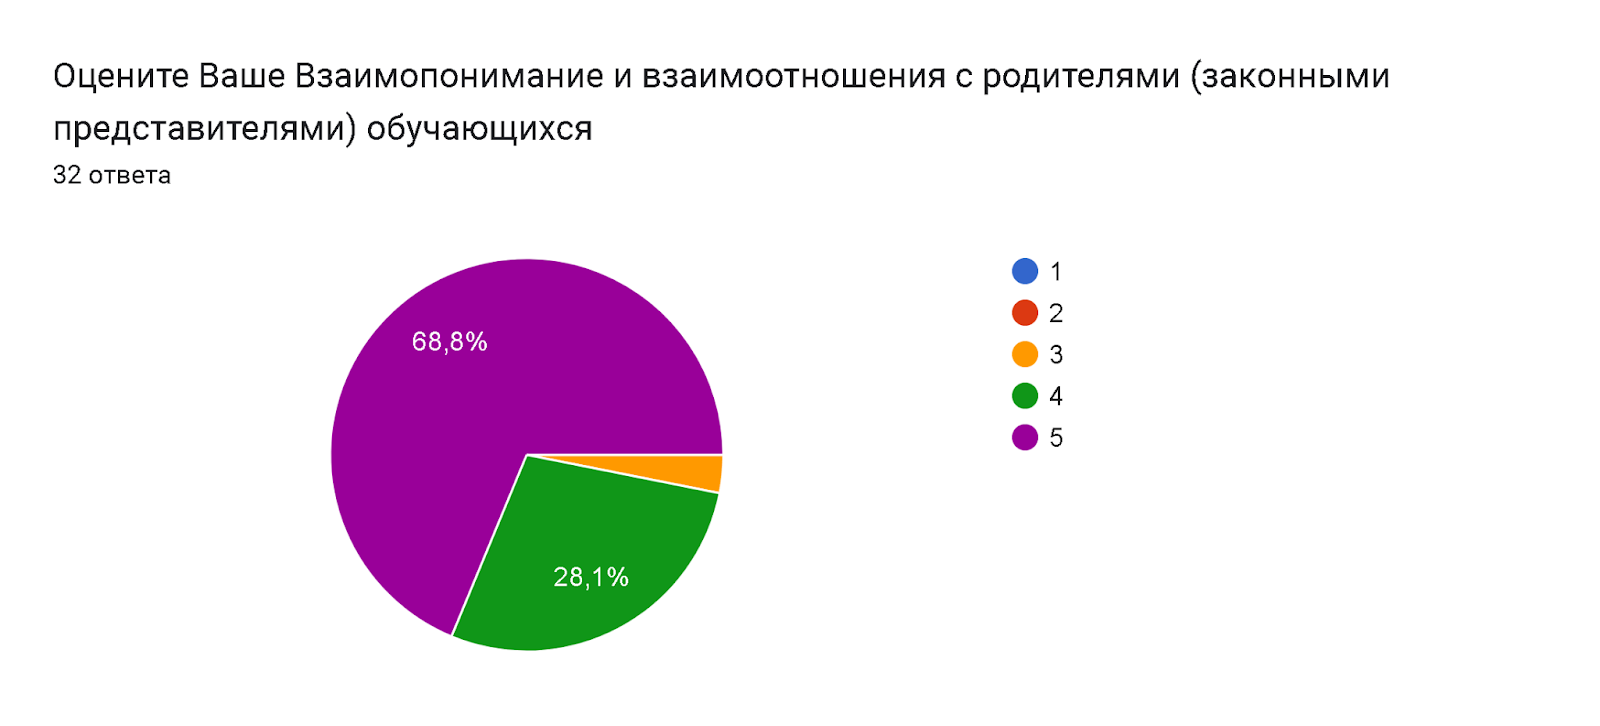 Оцените Ваше Взаимопонимание и взаимоотношения с родителями (законными
представителями) обучающихся
32 ответа
68,8%
28,1%
1
2
3
4
5